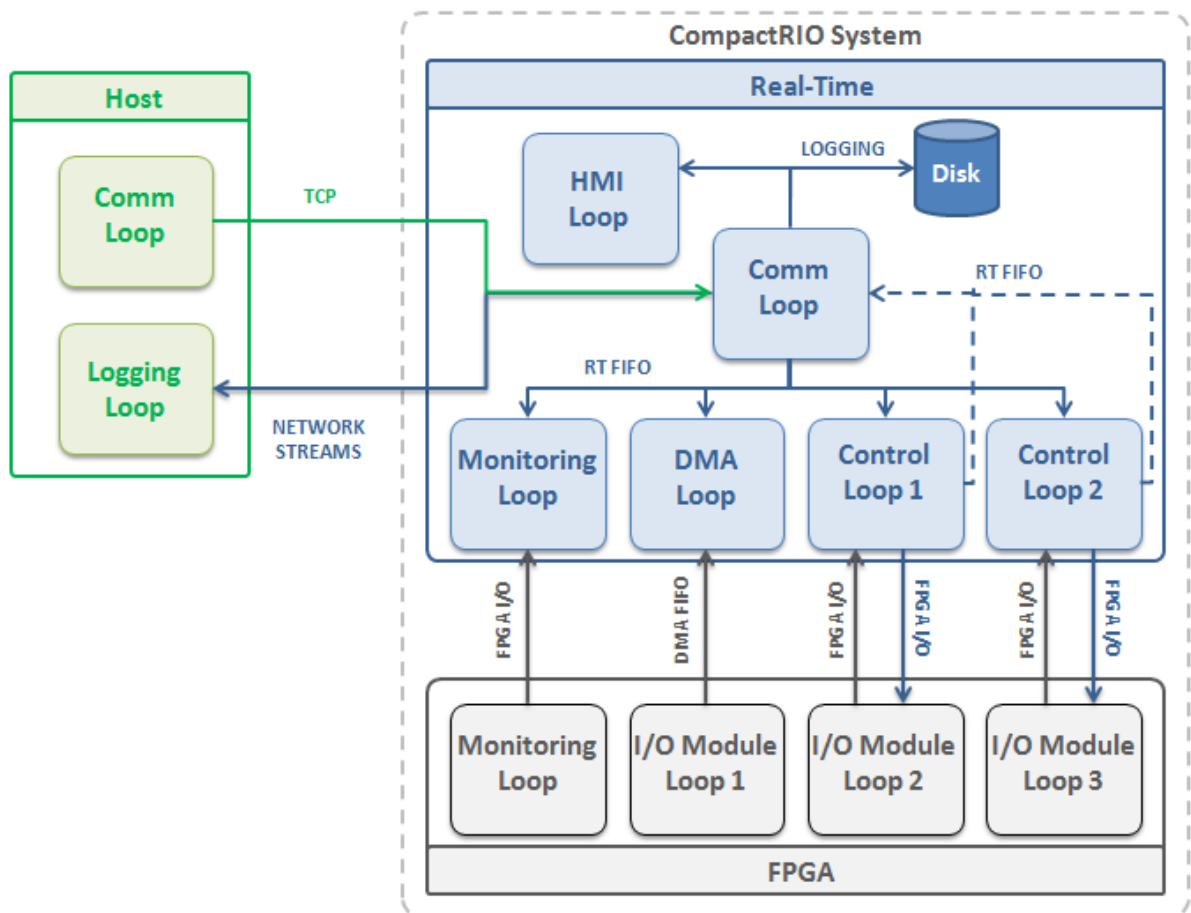 CompactRIO System
Host
Real-Time
Comm
Loop
TCP
HMI
Loop
LOGGING
Disk
Comm
Loop
RT FIFO
Logging
Loop
NETWORK
STREAMS
RT FIFO
Monitoring
Loop
DMA
Loop
Control
Loop 1
Control
Loop 2
FPGA I/O
DMA FIFO
FPGA I/O
FPGA I/O
FPGA I/O
FPGA I/O
Monitoring
Loop
I/O Module
Loop 1
I/O Module
Loop 2
I/O Module
Loop 3
FPGA